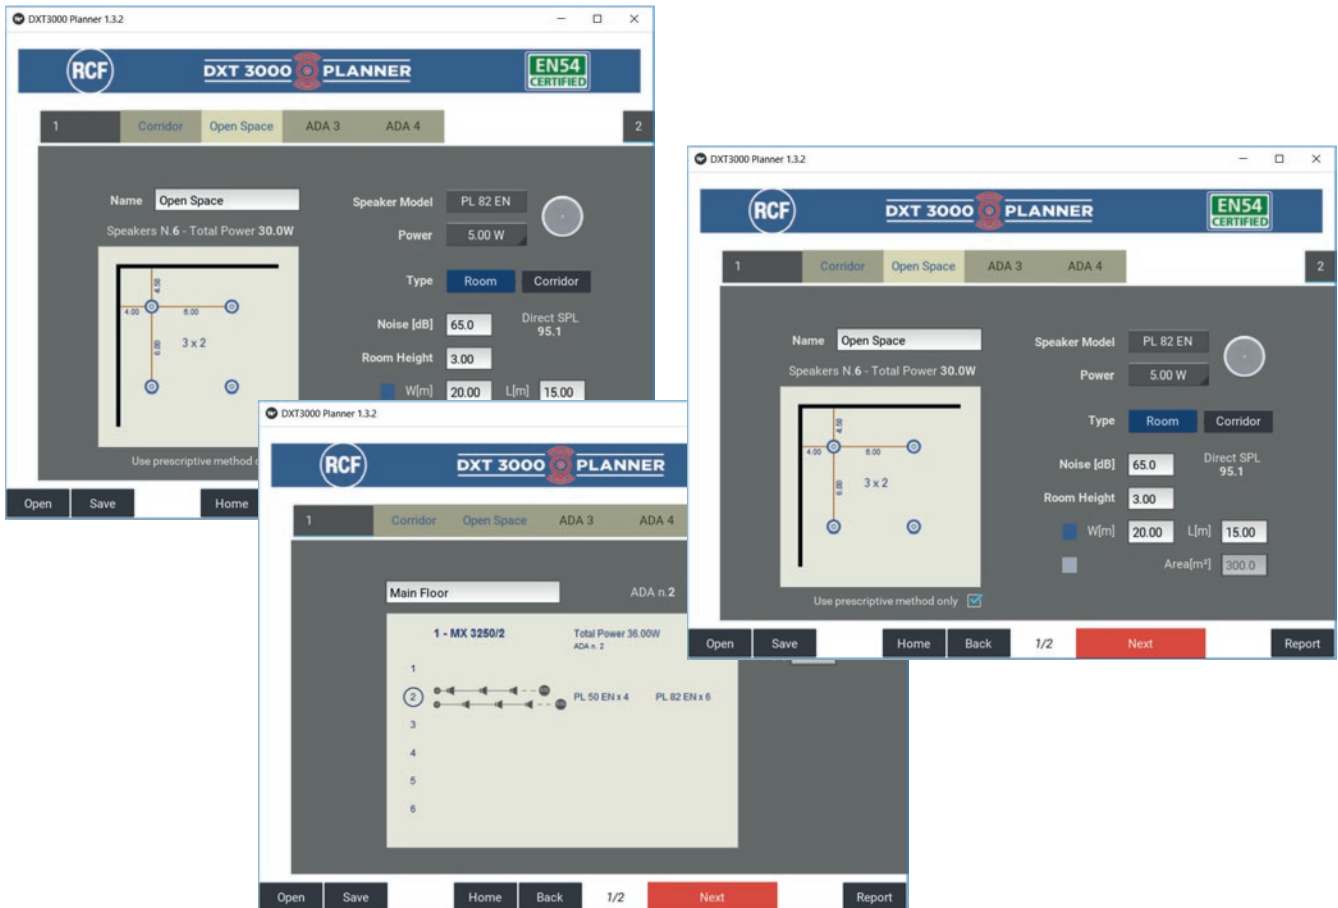 DXT3000 Planner 1.3.2
RCF DXT 3000 PLANNER EN54 CERTIFIED
1 Corridor Open Space ADA 3 ADA 4 2
Name Open Space
Speakers N.6 - Total Power 30.0W
4.50
4.00 6.00
6.00
3 x 2
Use prescriptive method
Speaker Model PL 82 EN
Power 5.00 W
Type Room Corridor
Noise [dB] 65.0 Direct SPL
95.1
Room Height 3.00
W[m] 20.00 L[m] 15.00
Open Save Home
DXT3000 Planner 1.3.2
RCF DXT 3000 PLANNER
1 Corridor Open Space ADA 3 ADA 4
Main Floor ADA n.2
1 - MX 3250/2 Total Power 36.00W
ADA n. 2
1
2 PL 50 EN x 4 PL 82 EN x 6
3
4
5
6
Open Save Home Back 1/2 Next Report
DXT3000 Planner 1.3.2
RCF DXT 3000 PLANNER EN54 CERTIFIED
1 Corridor Open Space ADA 3 ADA 4 2
Name Open Space
Speakers N.6 - Total Power 30.0W
4.50
4.00 6.00
6.00
3 x 2
Use prescriptive method only
Speaker Model PL 82 EN
Power 5.00 W
Type Room Corridor
Noise [dB] 65.0 Direct SPL
95.1
Room Height 3.00
W[m] 20.00 L[m] 15.00
Area[m²] 300.0
Open Save Home Back 1/2 Next Report